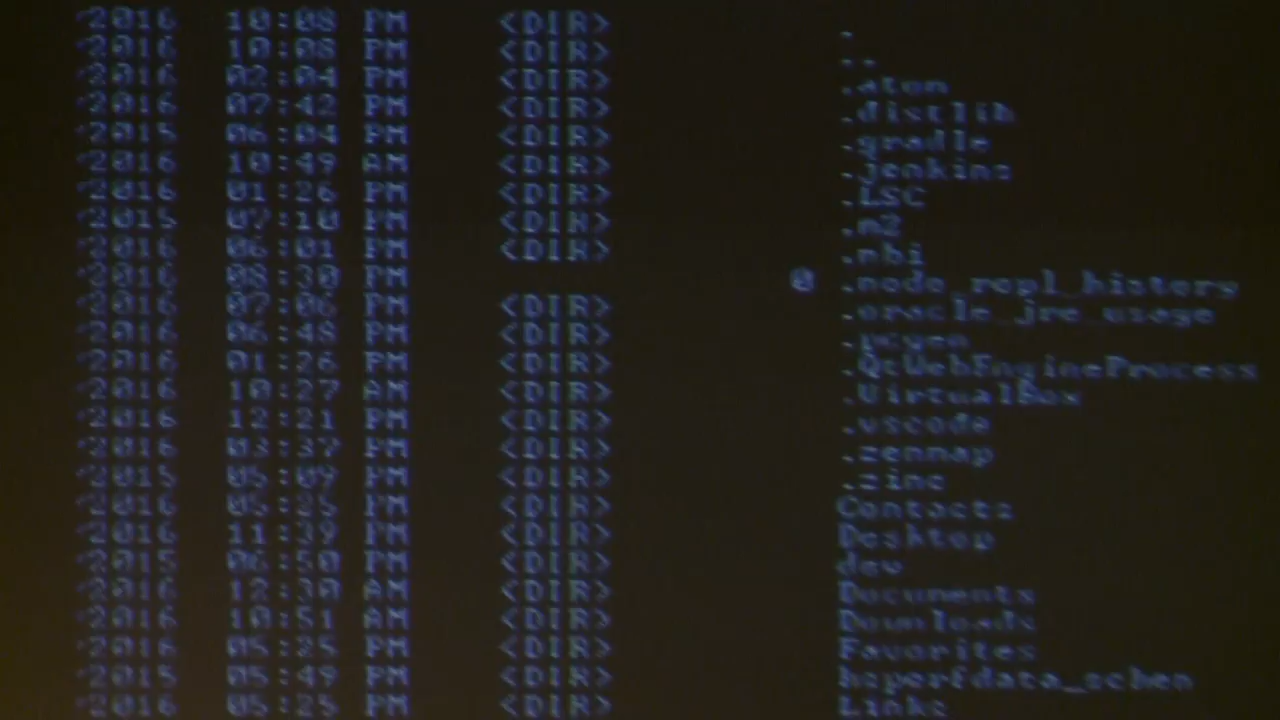 2016 10:08 PM <DIR> .
2016 10:08 PM <DIR> ..
2016 02:04 PM <DIR> .atom
2016 07:42 PM <DIR> .distlib
2015 06:04 PM <DIR> .gradle
2016 10:49 AM <DIR> .jenkins
2016 01:26 PM <DIR> .LSC
2015 07:10 PM <DIR> .m2
2016 06:01 PM <DIR> .nbi
2016 08:30 PM 0 .node_repl_history
2016 07:06 PM <DIR> .oracle_jre_usage
2016 06:48 PM <DIR>
2016 01:26 PM <DIR> .QtWebEngineProcess
2016 10:27 AM <DIR> .VirtualBox
2016 12:21 PM <DIR> .vscode
2016 03:37 PM <DIR> .zenmap
2015 05:09 PM <DIR> .zinc
2016 05:25 PM <DIR> Contacts
2016 11:39 PM <DIR> Desktop
2015 06:50 PM <DIR> dev
2016 12:30 AM <DIR> Documents
2016 10:51 AM <DIR> Downloads
2016 05:25 PM <DIR> Favorites
2016 05:49 PM <DIR> hsperfdata_schen
2015 05:25 PM <DIR> Links